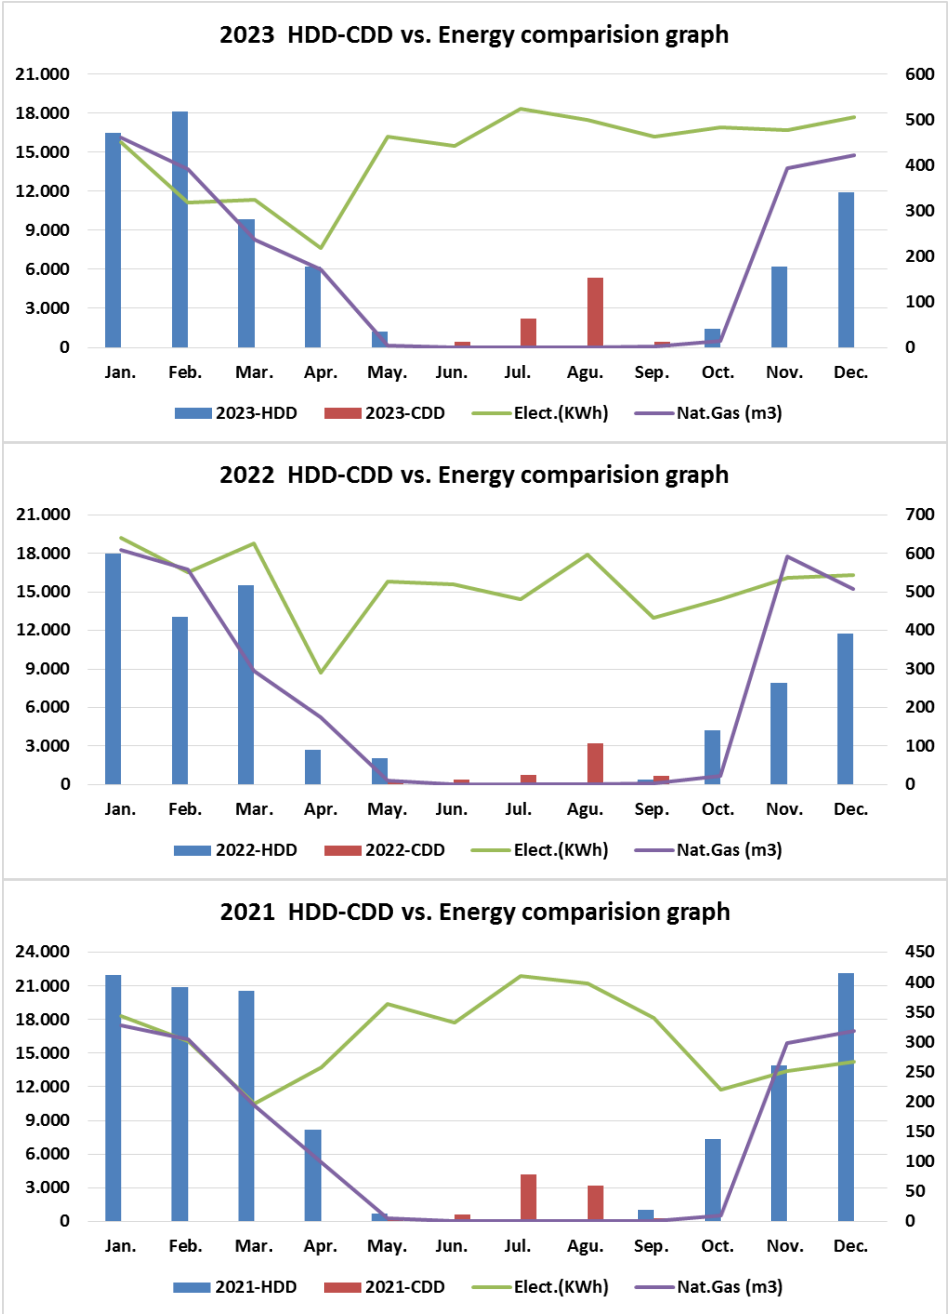 2023  HDD-CDD vs. Energy comparision graph
21.000 600
18.000 500
15.000 400
12.000 300
9.000 200
6.000 100
3.000 0
0
Jan. Feb. Mar. Apr. May. Jun. Jul. Agu. Sep. Oct. Nov. Dec.
2023-HDD 2023-CDD Elect.(KWh) Nat.Gas (m3)
2022  HDD-CDD vs. Energy comparision graph
21.000 700
18.000 600
15.000 500
12.000 400
9.000 300
6.000 200
3.000 100
0 0
Jan. Feb. Mar. Apr. May. Jun. Jul. Agu. Sep. Oct. Nov. Dec.
2022-HDD 2022-CDD Elect.(KWh) Nat.Gas (m3)
2021  HDD-CDD vs. Energy comparision graph
24.000 450
21.000 400
18.000 350
15.000 300
12.000 250
9.000 200
6.000 150
3.000 100
0 50
0
Jan. Feb. Mar. Apr. May. Jun. Jul. Agu. Sep. Oct. Nov. Dec.
2021-HDD 2021-CDD Elect.(KWh) Nat.Gas (m3)